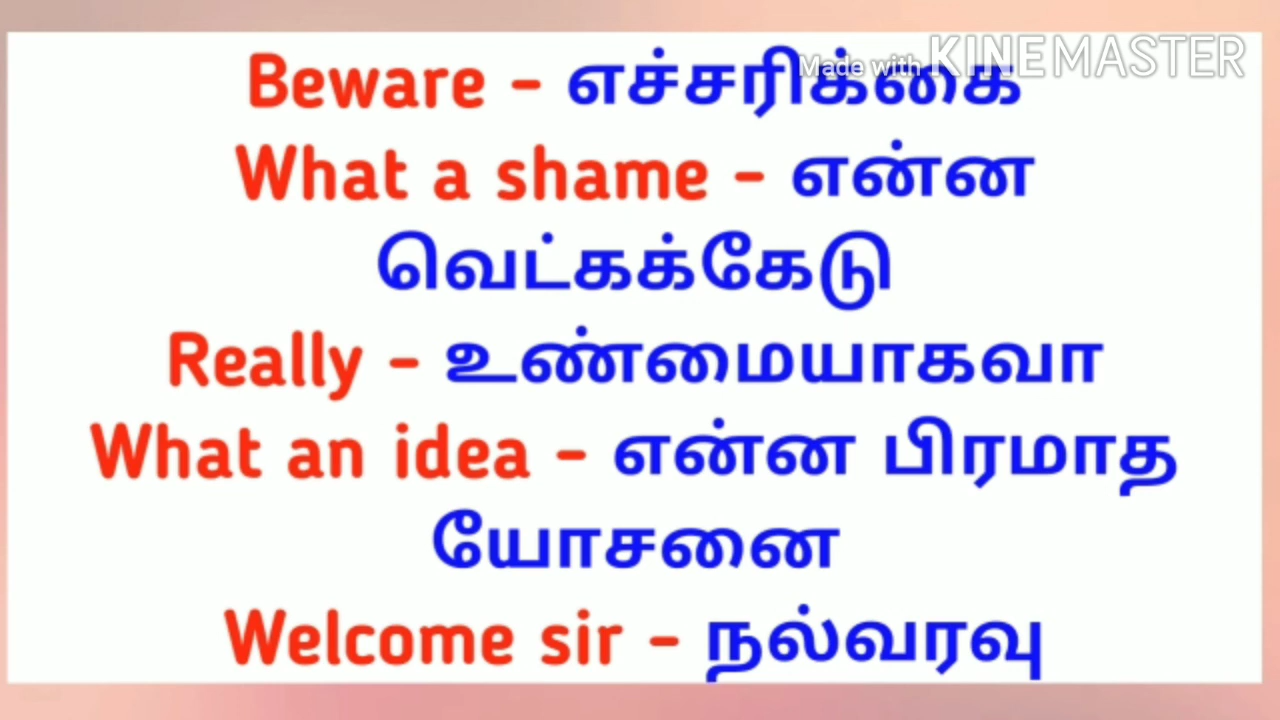 Made with KINEMASTER
Beware - எச்சரிக்கை
What a shame - என்ன
வெட்கக்கேடு
Really - உண்மையாகவா
What an idea - என்ன பிரமாத
யோசனை
Welcome sir - நல்வரவு